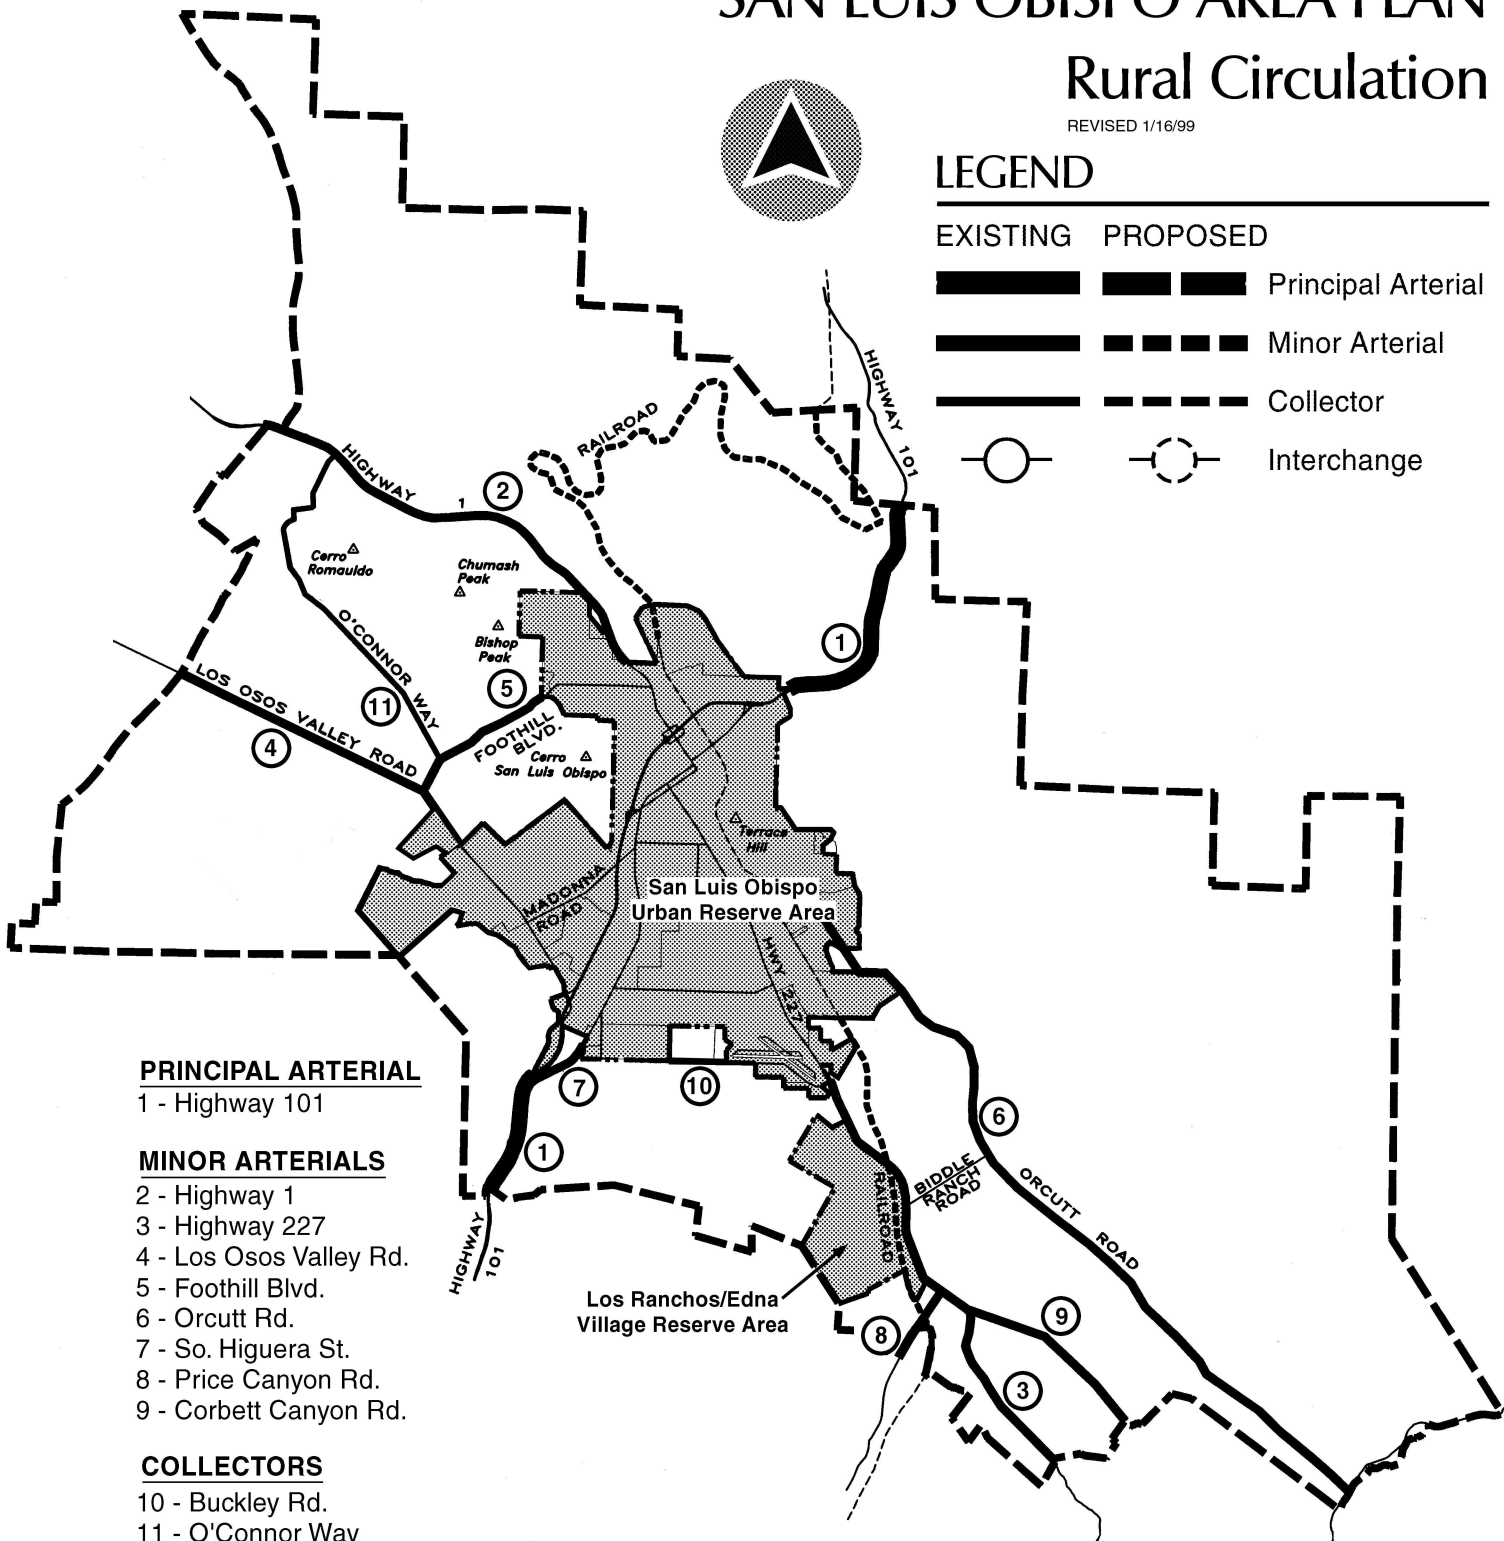 SAN LUIS OBISPO AREA PLAN
Rural Circulation
REVISED 1/16/99
LEGEND
EXISTING PROPOSED
Principal Arterial
Minor Arterial
Collector
Interchange
HIGHWAY 101
RAILROAD
HIGHWAY 1
2
Cerro
Romauldo
Chumash
Peak
Bishop
Peak
1
O'CONNOR WAY
5
11
LOS OSOS VALLEY ROAD
4
FOOTHILL
BLVD.
Cerro
San Luis Obispo
Terrace
Hill
MADONNA
ROAD
San Luis Obispo
Urban Reserve Area
HWY 227
7
10
1
6
BIDDLE
RANCH
ROAD
ORCUTT ROAD
RAILROAD
HIGHWAY
101
Los Ranchos/Edna
Village Reserve Area
8
9
3
PRINCIPAL ARTERIAL
1 - Highway 101
MINOR ARTERIALS
2 - Highway 1
3 - Highway 227
4 - Los Osos Valley Rd.
5 - Foothill Blvd.
6 - Orcutt Rd.
7 - So. Higuera St.
8 - Price Canyon Rd.
9 - Corbett Canyon Rd.
COLLECTORS
10 - Buckley Rd.
11 - O'Connor Way